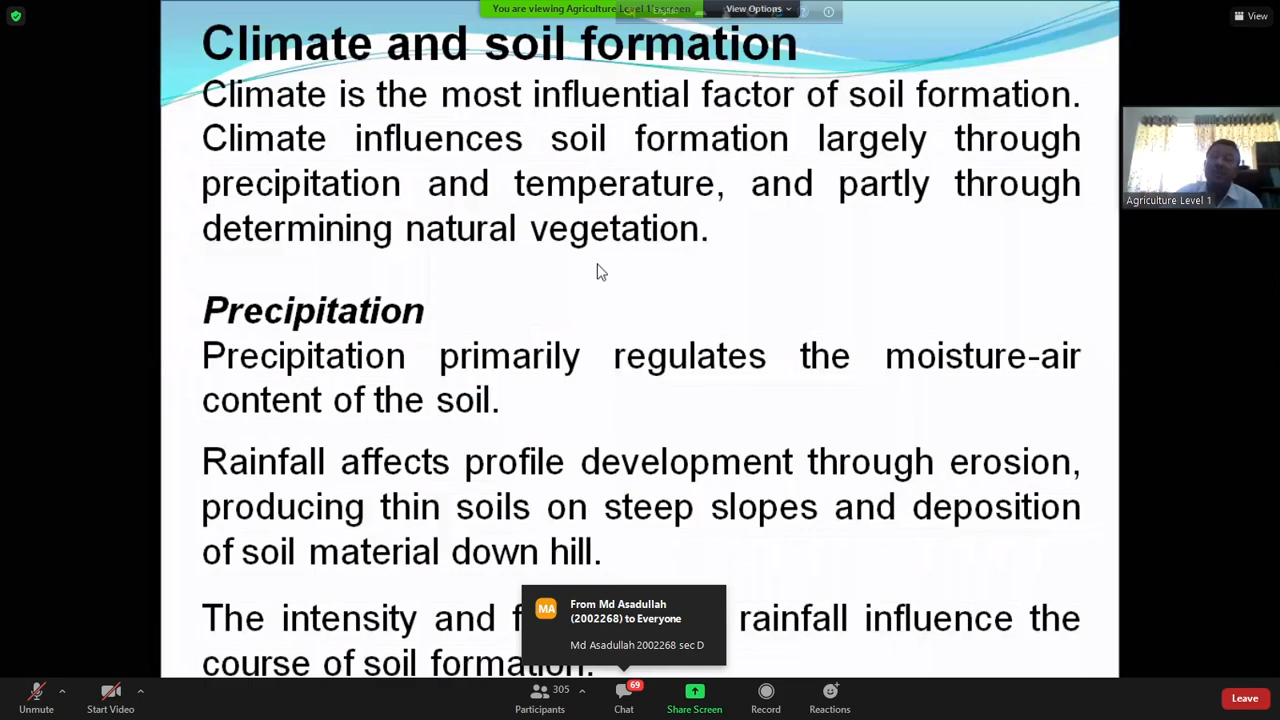 You are viewing Agriculture Level 1's screen
View Options
View
Climate and soil formation
Climate is the most influential factor of soil formation.
Climate influences soil formation largely through
precipitation and temperature, and partly through
determining natural vegetation.
Agriculture Level 1
Precipitation
Precipitation primarily regulates the moisture-air
content of the soil.
Rainfall affects profile development through erosion,
producing thin soils on steep slopes and deposition
of soil material down hill.
The intensity and rainfall influence the
course of soil formation.
MA
From Md Asadullah
(2002268) to Everyone
Md Asadullah 2002268 sec D
Unmute
Start Video
305
Participants
69
Chat
Share Screen
Record
Reactions
Leave